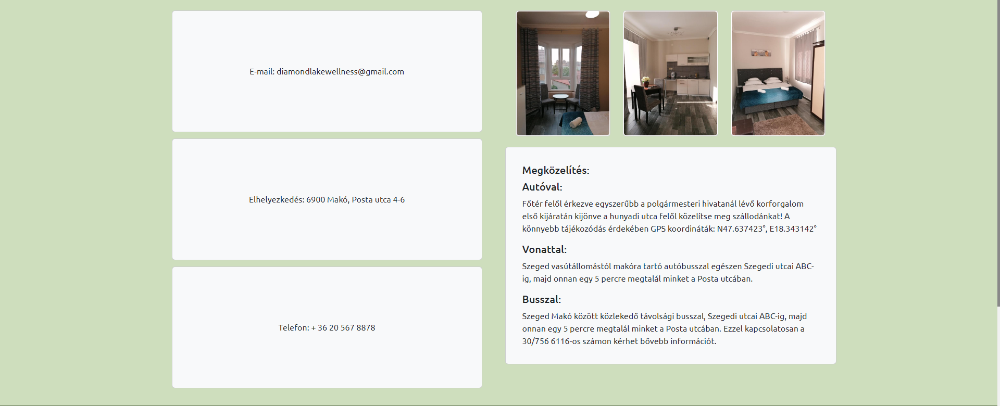 E-mail: diamondlakewellness@gmail.com
Elhelyezkedés: 6900 Makó, Posta utca 4-6
Telefon: + 36 20 567 8878
Megközelítés:
Autóval:
Főtér felől érkezve egyszerűbb a polgármesteri hivatanál lévő korforgalom
első kijáratán kijönve a hunyadi utca felől közelítse meg szállodánkat! A
könnyebb tájékozódás érdekében GPS koordináták: N47.637423°, E18.343142°
Vonattal:
Szeged vasútállomástól makóra tartó autóbusszal egészen Szegedi utcai ABC-
ig, majd onnan egy 5 percre megtalál minket a Posta utcában.
Busszal:
Szeged Makó között közlekedő távolsági busszal, Szegedi utcai ABC-ig, majd
onnan egy 5 percre megtalál minket a Posta utcában. Ezzel kapcsolatosan a
30/756 6116-os számon kérhet bővebb információt.